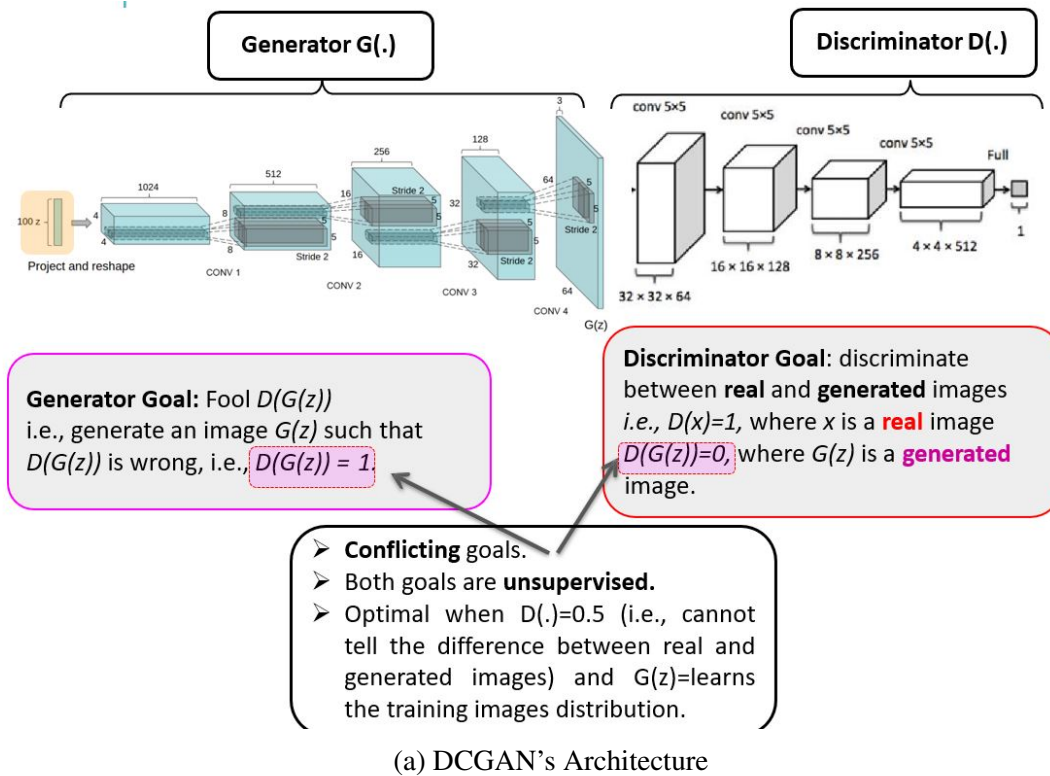 Generator G(.)
Discriminator D(.)
100 z
Project and reshape
1024
4
4
512
8
8
5
5
Stride 2
CONV 1
256
16
16
Stride 2
5
5
CONV 2
128
32
32
5
5
Stride 2
CONV 3
3
64
64
5
5
Stride 2
CONV 4
G(z)
conv 5×5
conv 5×5
conv 5×5
conv 5×5
Full
32 × 32 × 64
16 × 16 × 128
8 × 8 × 256
4 × 4 × 512
1
Generator Goal: Fool D(G(z))
i.e., generate an image G(z) such that
D(G(z)) is wrong, i.e., D(G(z)) = 1.
Discriminator Goal: discriminate
between real and generated images
i.e., D(x)=1, where x is a real image
D(G(z))=0, where G(z) is a generated
image.
➢ Conflicting goals.
➢ Both goals are unsupervised.
➢ Optimal when D(.)=0.5 (i.e., cannot
tell the difference between real and
generated images) and G(z)=learns
the training images distribution.
(a) DCGAN's Architecture